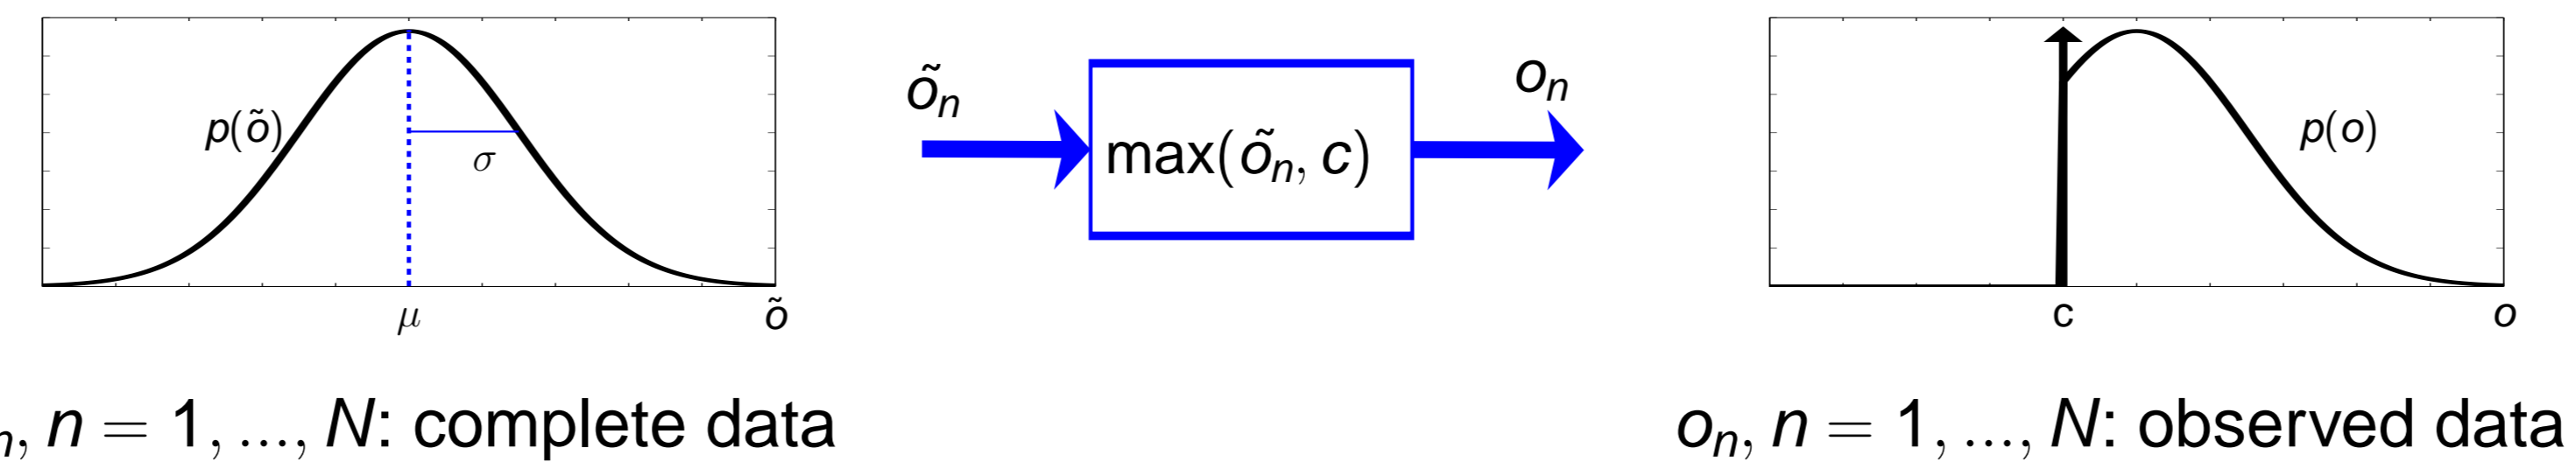 p(õ)
σ
μ
õ
õₙ
max(õₙ, c)
oₙ
p(o)
c
o
ₙ, n = 1, ..., N: complete data
oₙ, n = 1, ..., N: observed data